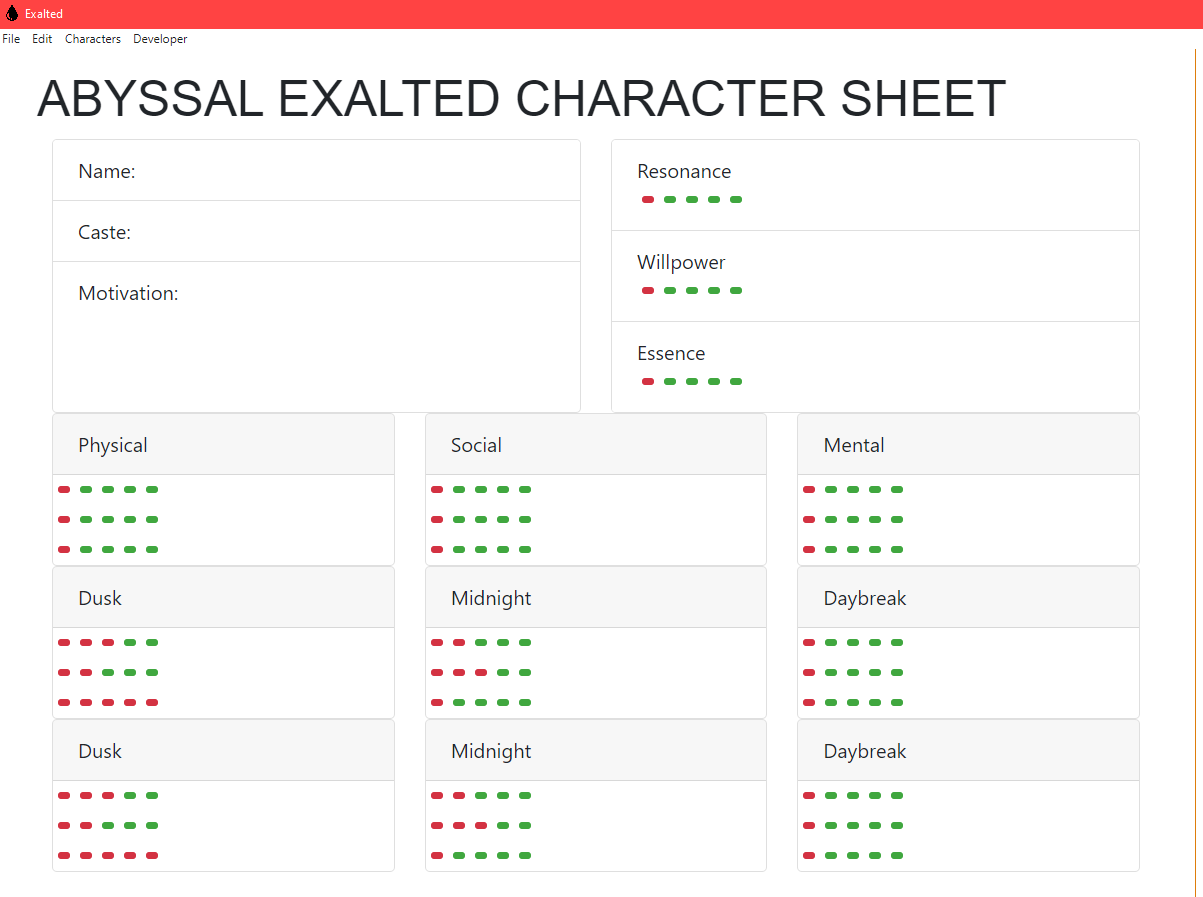 Exalted
File Edit Characters Developer
ABYSSAL EXALTED CHARACTER SHEET
Name:
Caste:
Motivation:
Resonance
Willpower
Essence
Physical
Social
Mental
Dusk
Midnight
Daybreak
Dusk
Midnight
Daybreak